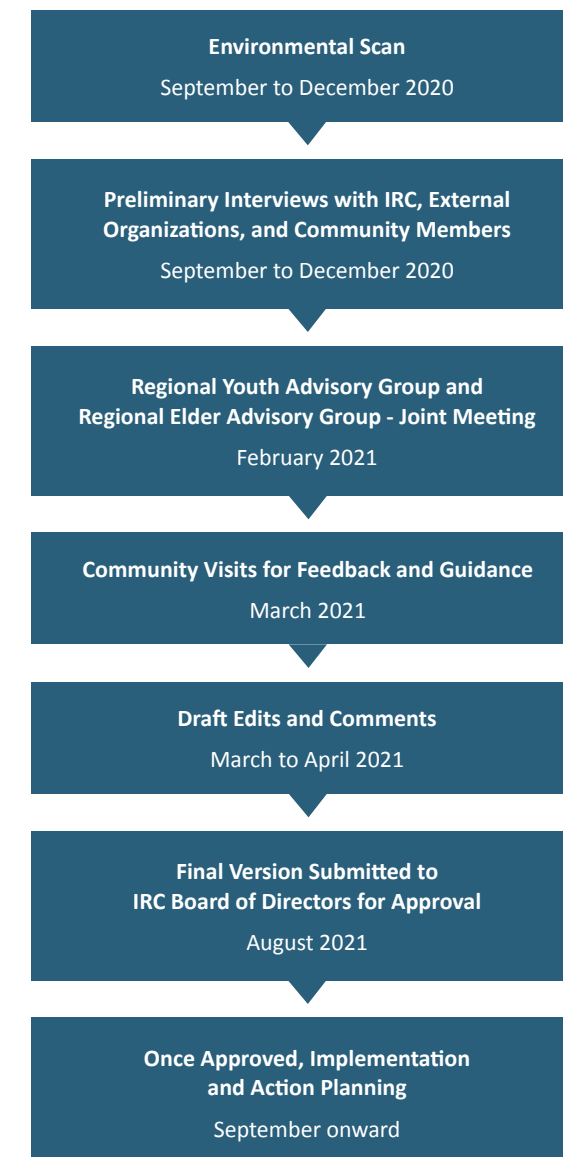 Environmental Scan
September to December 2020
Preliminary Interviews with IRC, External
Organizations, and Community Members
September to December 2020
Regional Youth Advisory Group and
Regional Elder Advisory Group - Joint Meeting
February 2021
Community Visits for Feedback and Guidance
March 2021
Draft Edits and Comments
March to April 2021
Final Version Submitted to
IRC Board of Directors for Approval
August 2021
Once Approved, Implementation
and Action Planning
September onward